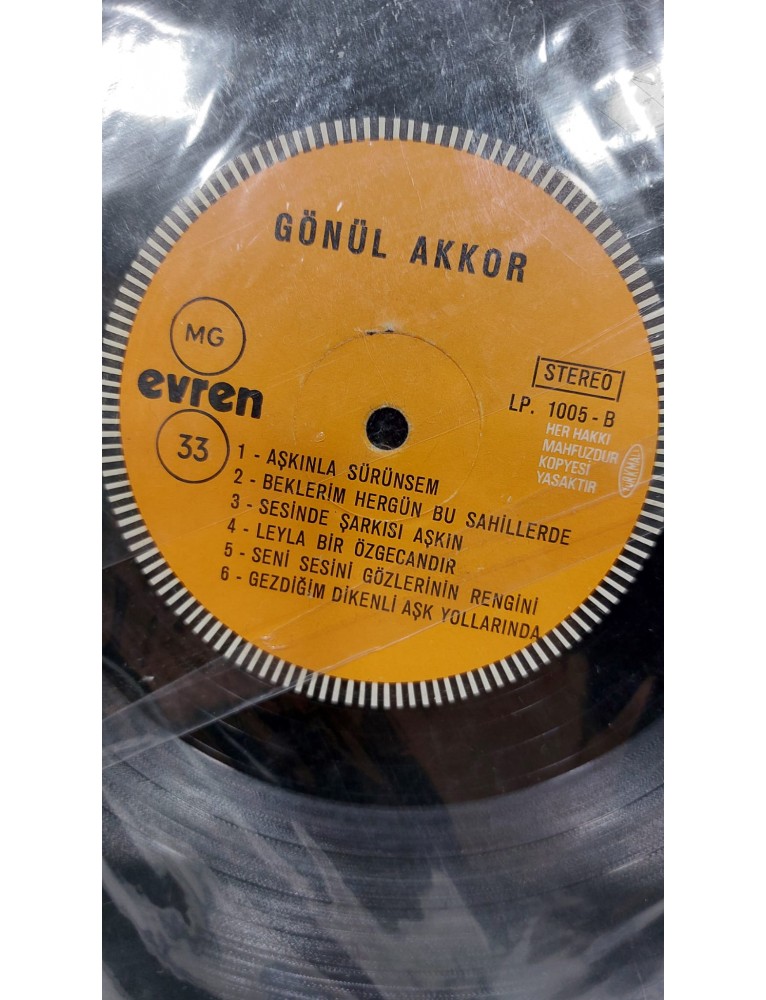 GÖNÜL AKKOR
MG
evren
33
STEREO
LP. 1005 - B
HER HAKKI
MAHFUZDUR
KOPYESİ
YASAKTIR
TÜRKMALI
1 - AŞKINLA SÜRÜNSEM
2 - BEKLERİM HERGÜN BU SAHİLLERDE
3 - SESİNDE ŞARKISI AŞKIN
4 - LEYLA BİR ÖZGECANDIR
5 - SENİ SESİNİ GÖZLERİNİN RENGİNİ
6 - GEZDİĞİM DİKENLİ AŞK YOLLARINDA